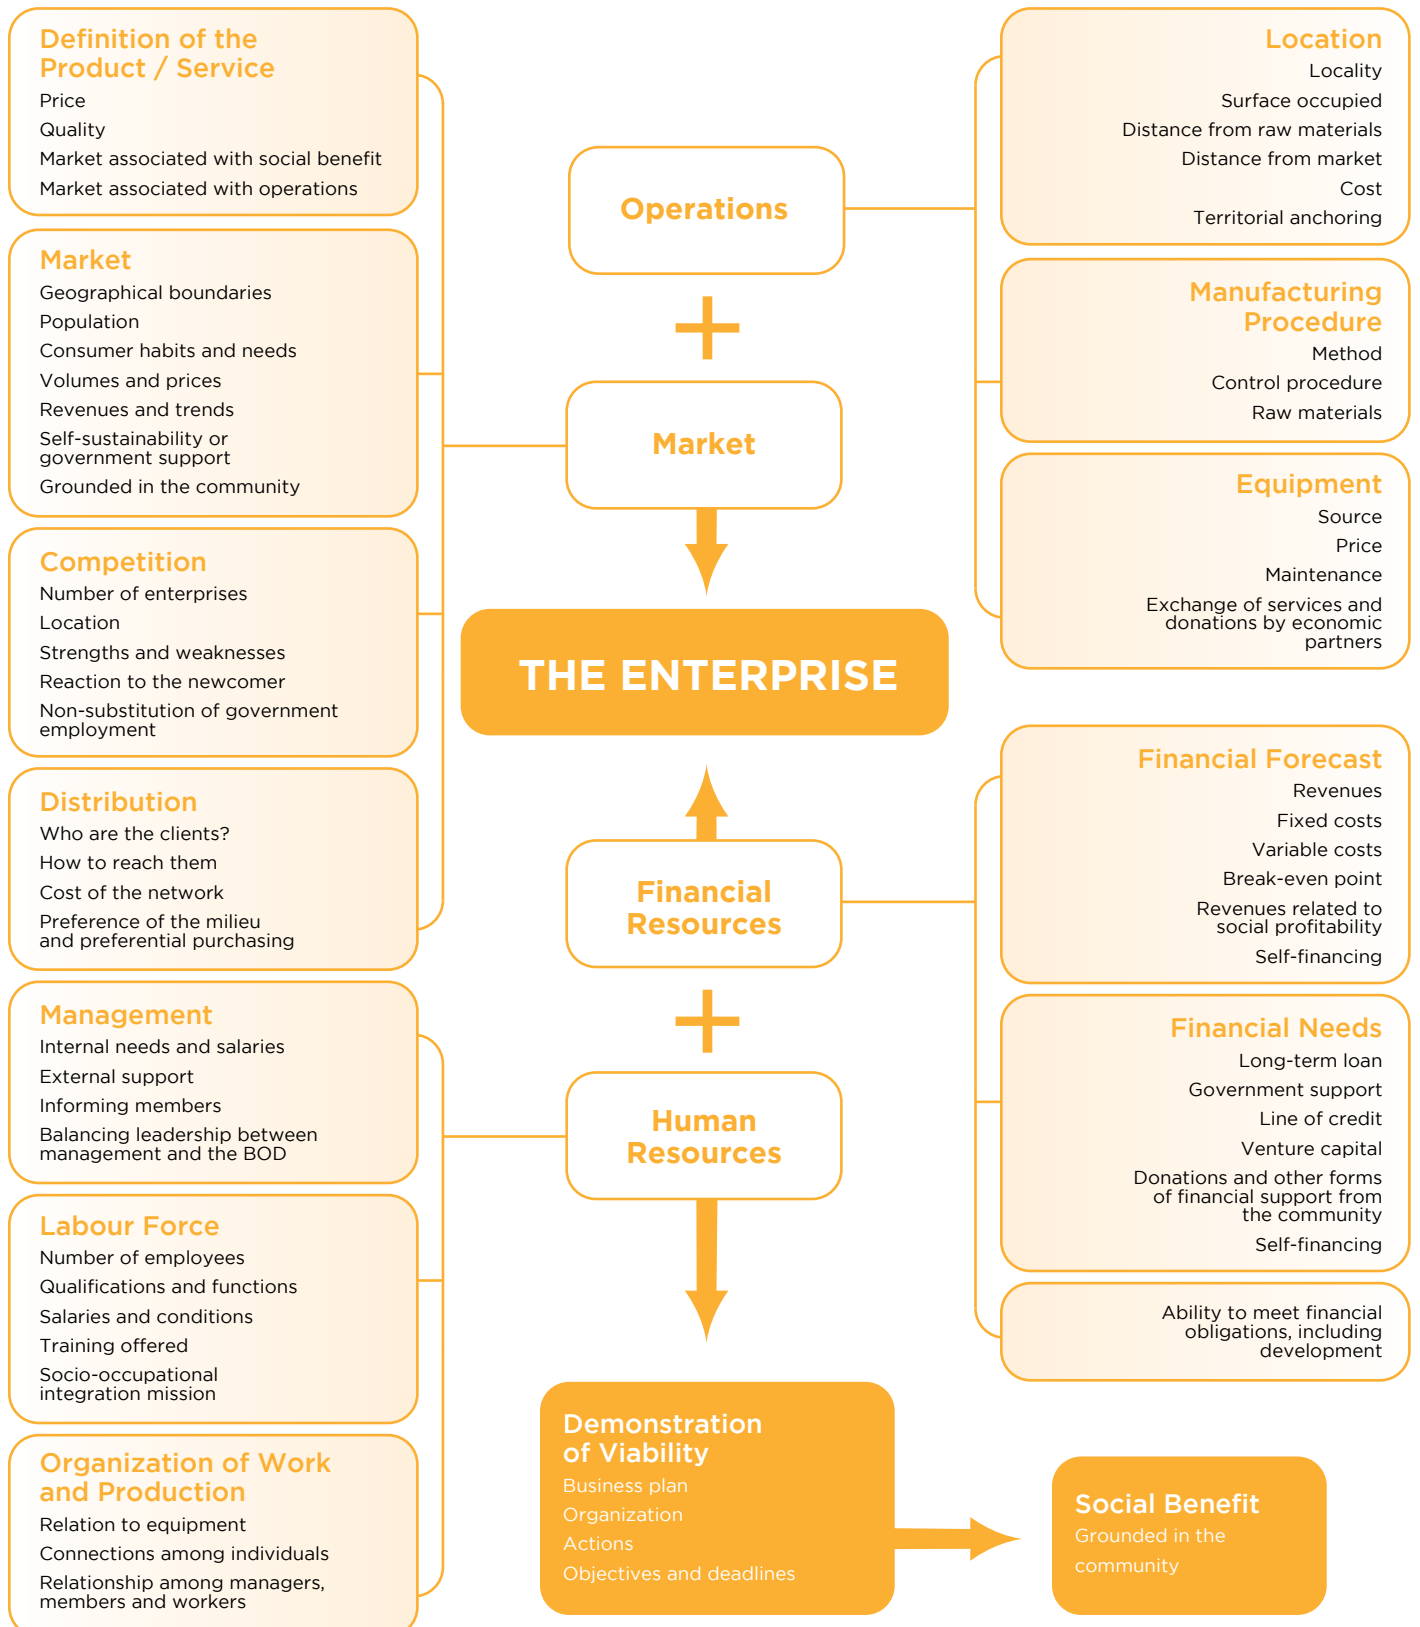 Definition of the
Product / Service
Price
Quality
Market associated with social benefit
Market associated with operations
Market
Geographical boundaries
Population
Consumer habits and needs
Volumes and prices
Revenues and trends
Self-sustainability or
government support
Grounded in the community
Competition
Number of enterprises
Location
Strengths and weaknesses
Reaction to the newcomer
Non-substitution of government
employment
Distribution
Who are the clients?
How to reach them
Cost of the network
Preference of the milieu
and preferential purchasing
Management
Internal needs and salaries
External support
Informing members
Balancing leadership between
management and the BOD
Labour Force
Number of employees
Qualifications and functions
Salaries and conditions
Training offered
Socio-occupational
integration mission
Organization of Work
and Production
Relation to equipment
Connections among individuals
Relationship among managers,
members and workers
Operations
+
Market
THE ENTERPRISE
Financial
Resources
+
Human
Resources
Demonstration
of Viability
Business plan
Organization
Actions
Objectives and deadlines
Location
Locality
Surface occupied
Distance from raw materials
Distance from market
Cost
Territorial anchoring
Manufacturing
Procedure
Method
Control procedure
Raw materials
Equipment
Source
Price
Maintenance
Exchange of services and
donations by economic
partners
Financial Forecast
Revenues
Fixed costs
Variable costs
Break-even point
Revenues related to
social profitability
Self-financing
Financial Needs
Long-term loan
Government support
Line of credit
Venture capital
Donations and other forms
of financial support from
the community
Self-financing
Ability to meet financial
obligations, including
development
Social Benefit
Grounded in the
community